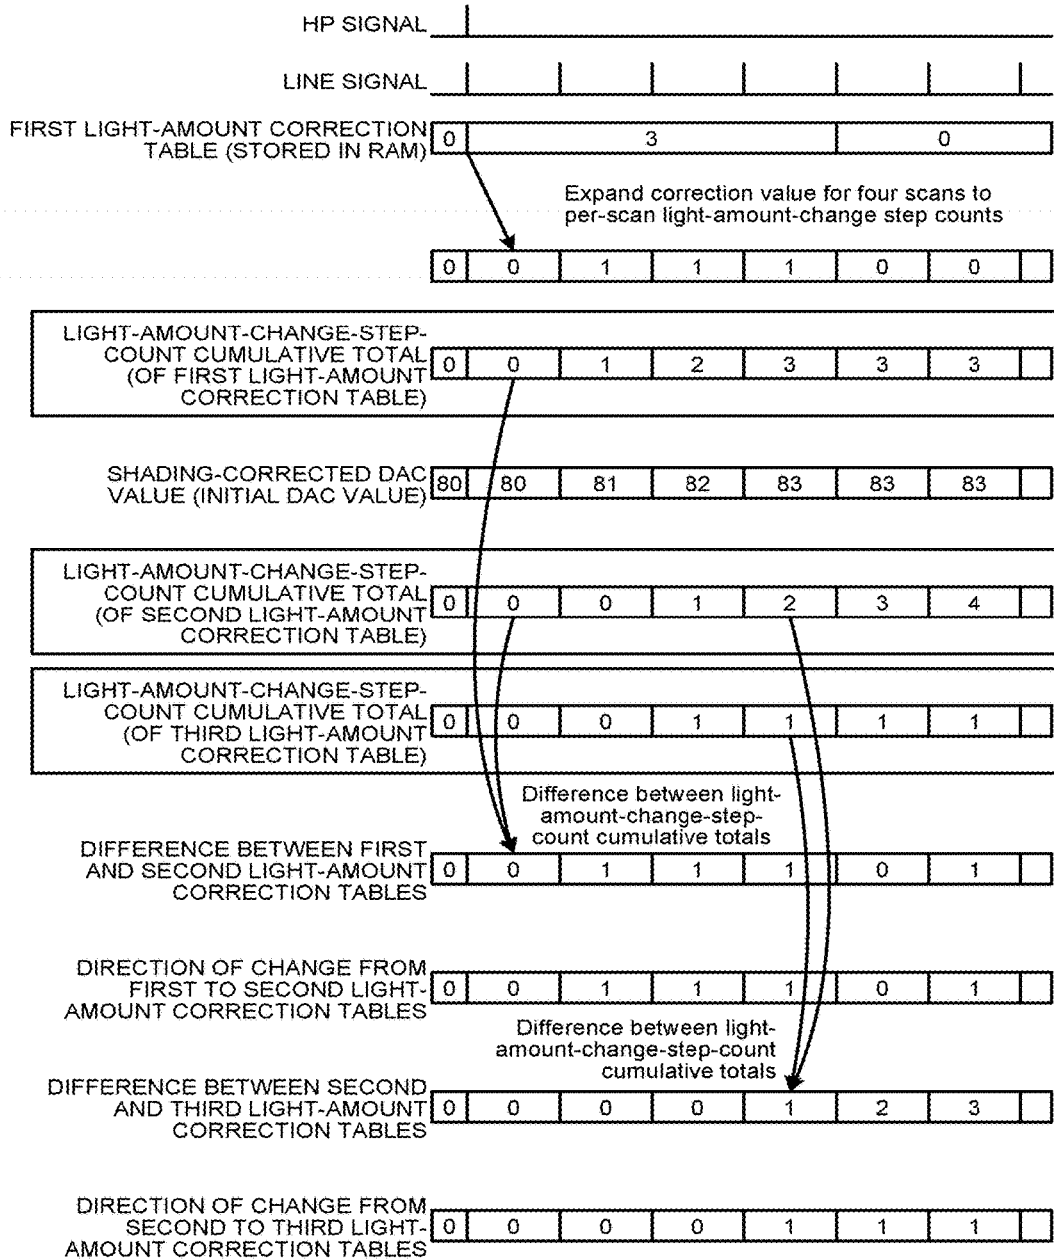 HP SIGNAL
LINE SIGNAL
FIRST LIGHT-AMOUNT CORRECTION
TABLE (STORED IN RAM)
0 3 0
Expand correction value for four scans to
per-scan light-amount-change step counts
0 0 1 1 1 0 0
LIGHT-AMOUNT-CHANGE-STEP-
COUNT CUMULATIVE TOTAL
(OF FIRST LIGHT-AMOUNT
CORRECTION TABLE)
0 0 1 2 3 3 3
SHADING-CORRECTED DAC
VALUE (INITIAL DAC VALUE)
80 80 81 82 83 83 83
LIGHT-AMOUNT-CHANGE-STEP-
COUNT CUMULATIVE TOTAL
(OF SECOND LIGHT-AMOUNT
CORRECTION TABLE)
0 0 0 1 2 3 4
LIGHT-AMOUNT-CHANGE-STEP-
COUNT CUMULATIVE TOTAL
(OF THIRD LIGHT-AMOUNT
CORRECTION TABLE)
0 0 0 1 1 1 1
Difference between light-
amount-change-step-
count cumulative totals
DIFFERENCE BETWEEN FIRST
AND SECOND LIGHT-AMOUNT
CORRECTION TABLES
0 0 1 1 1 0 1
DIRECTION OF CHANGE FROM
FIRST TO SECOND LIGHT-
AMOUNT CORRECTION TABLES
0 0 1 1 1 0 1
Difference between light-
amount-change-step-count
cumulative totals
DIFFERENCE BETWEEN SECOND
AND THIRD LIGHT-AMOUNT
CORRECTION TABLES
0 0 0 0 1 2 3
DIRECTION OF CHANGE FROM
SECOND TO THIRD LIGHT-
AMOUNT CORRECTION TABLES
0 0 0 0 1 1 1